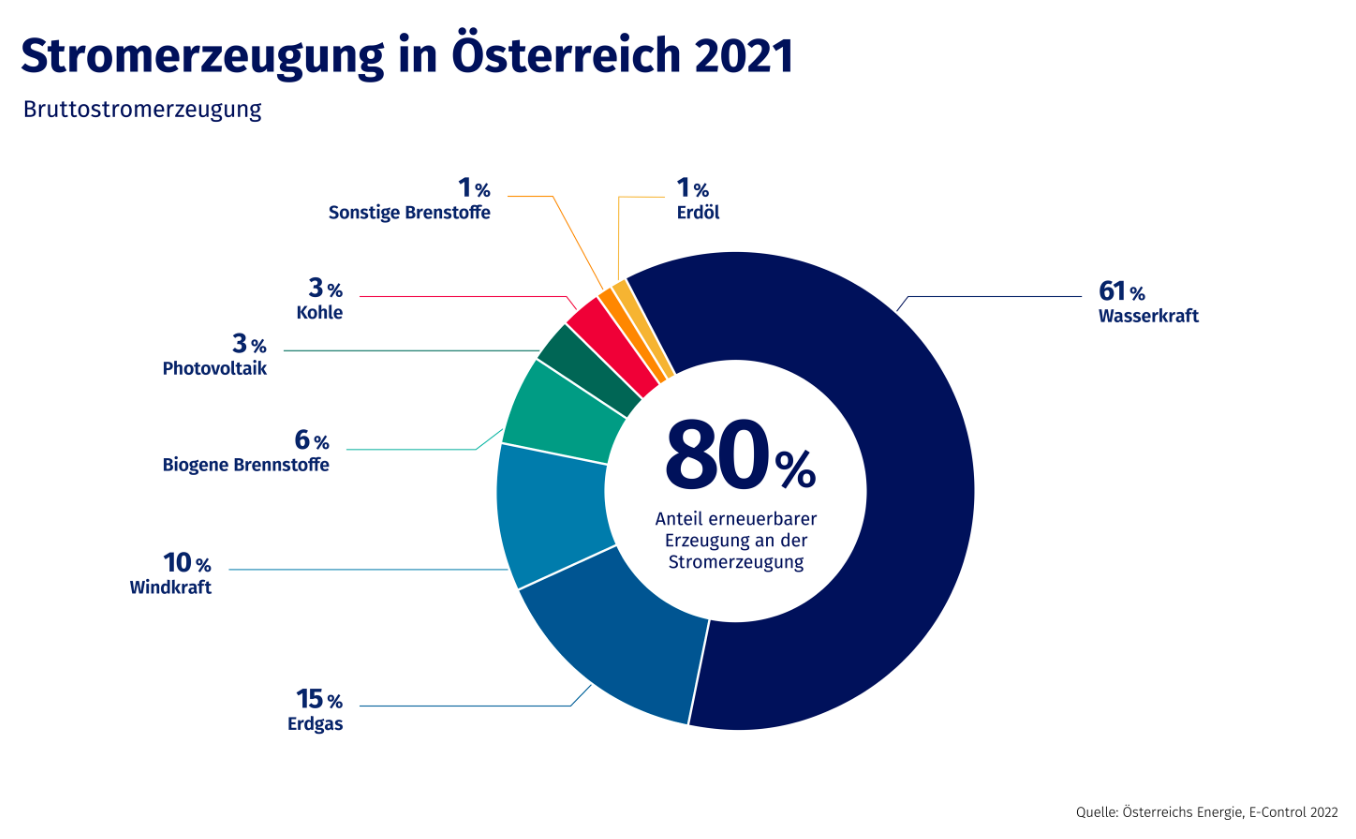 Stromerzeugung in Österreich 2021
Bruttostromerzeugung
1 %
Sonstige Brenstoffe
1 %
Erdöl
3 %
Kohle
61 %
Wasserkraft
3 %
Photovoltaik
6 %
Biogene Brennstoffe
80 %
Anteil erneuerbarer
Erzeugung an der
Stromerzeugung
10 %
Windkraft
15 %
Erdgas
Quelle: Österreichs Energie, E-Control 2022